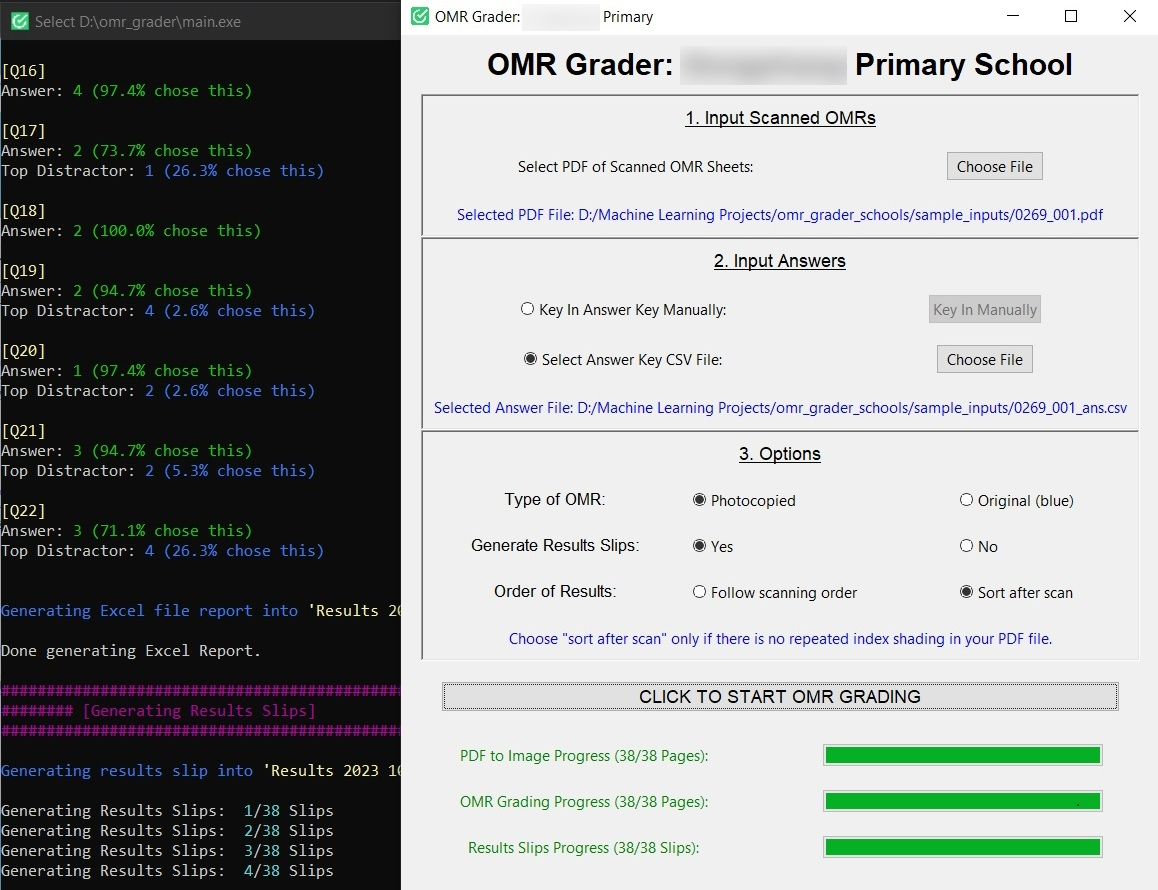 Select D:\omr_grader\main.exe
[Q16]
Answer: 4 (97.4% chose this)
[Q17]
Answer: 2 (73.7% chose this)
Top Distractor: 1 (26.3% chose this)
[Q18]
Answer: 2 (100.0% chose this)
[Q19]
Answer: 2 (94.7% chose this)
Top Distractor: 4 (2.6% chose this)
[Q20]
Answer: 1 (97.4% chose this)
Top Distractor: 2 (2.6% chose this)
[Q21]
Answer: 3 (94.7% chose this)
Top Distractor: 2 (5.3% chose this)
[Q22]
Answer: 3 (71.1% chose this)
Top Distractor: 4 (26.3% chose this)
Generating Excel file report into 'Results 20
Done generating Excel Report.
############################################
######## [Generating Results Slips]
############################################
Generating results slip into 'Results 2023 10
Generating Results Slips: 1/38 Slips
Generating Results Slips: 2/38 Slips
Generating Results Slips: 3/38 Slips
Generating Results Slips: 4/38 Slips
OMR Grader: Primary
OMR Grader: Primary School
1. Input Scanned OMRs
Select PDF of Scanned OMR Sheets: Choose File
Selected PDF File: D:/Machine Learning Projects/omr_grader_schools/sample_inputs/0269_001.pdf
2. Input Answers
Key In Answer Key Manually: Key In Manually
Select Answer Key CSV File: Choose File
Selected Answer File: D:/Machine Learning Projects/omr_grader_schools/sample_inputs/0269_001_ans.csv
3. Options
Type of OMR: Photocopied Original (blue)
Generate Results Slips: Yes No
Order of Results: Follow scanning order Sort after scan
Choose "sort after scan" only if there is no repeated index shading in your PDF file.
CLICK TO START OMR GRADING
PDF to Image Progress (38/38 Pages):
OMR Grading Progress (38/38 Pages):
Results Slips Progress (38/38 Slips):